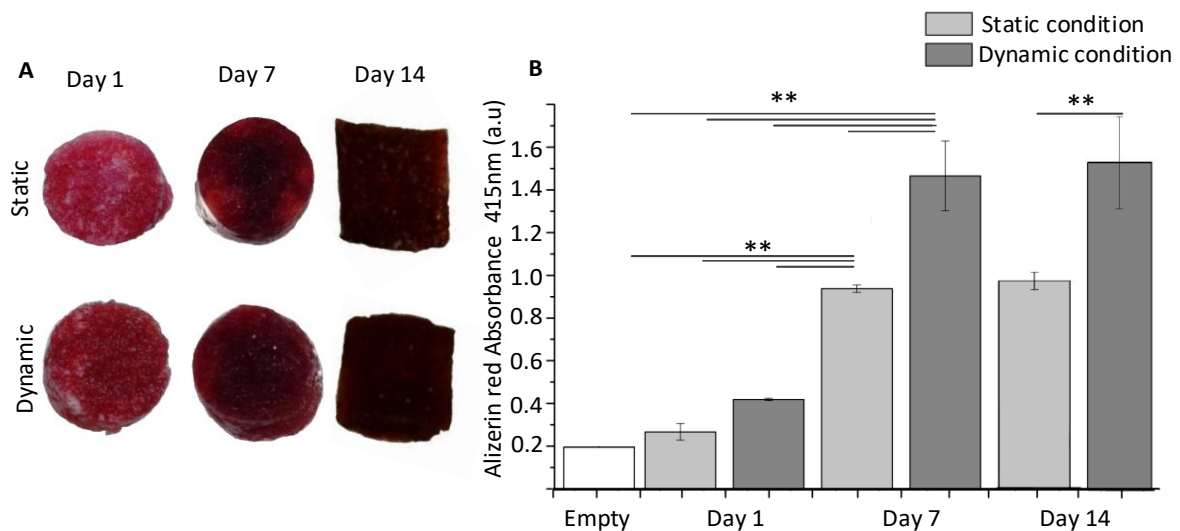 Static condition
Dynamic condition
A
Day 1
Day 7
Day 14
Static
Dynamic
B
**
**
**
Alizerin red Absorbance 415nm (a.u)
1.6
1.4
1.2
1.0
0.8
0.6
0.4
0.2
Empty
Day 1
Day 7
Day 14